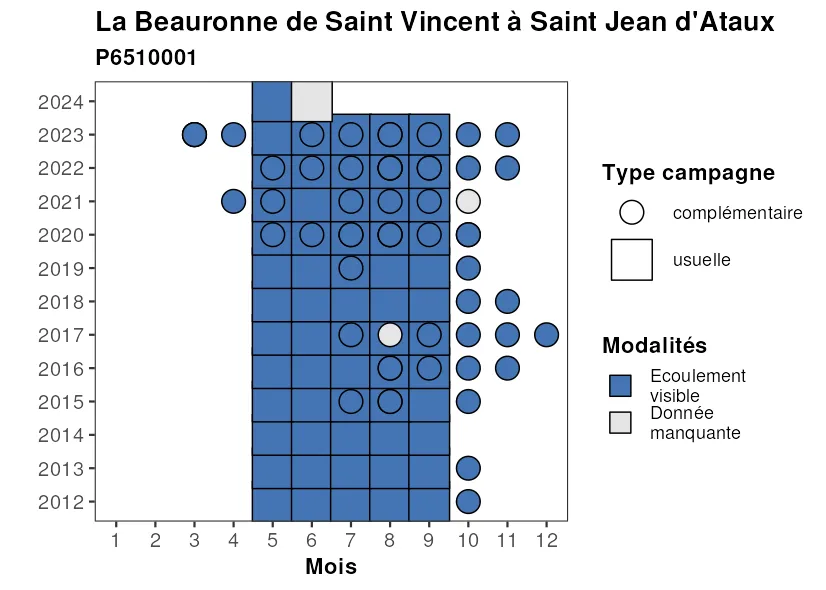 La Beauronne de Saint Vincent à Saint Jean d'Ataux
P6510001
2024
2023
2022
2021
2020
2019
2018
2017
2016
2015
2014
2013
2012
1 2 3 4 5 6 7 8 9 10 11 12
Mois
Type campagne
complémentaire
usuelle
Modalités
Ecoulement
visible
Donnée
manquante